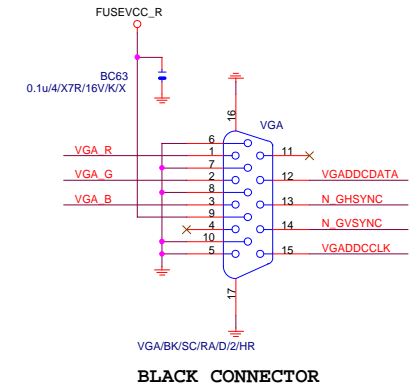 FUSEVCC_R
BC63
0.1u/4/X7R/16V/K/X
16
VGA
6
VGA_R
1
11
7
VGA_G
2
12
VGADDCDATA
8
VGA_B
3
13
N_GHSYNC
9
4
14
N_GVSYNC
10
5
15
VGADDCCLK
17
VGA/BK/SC/RA/D/2/HR
BLACK CONNECTOR